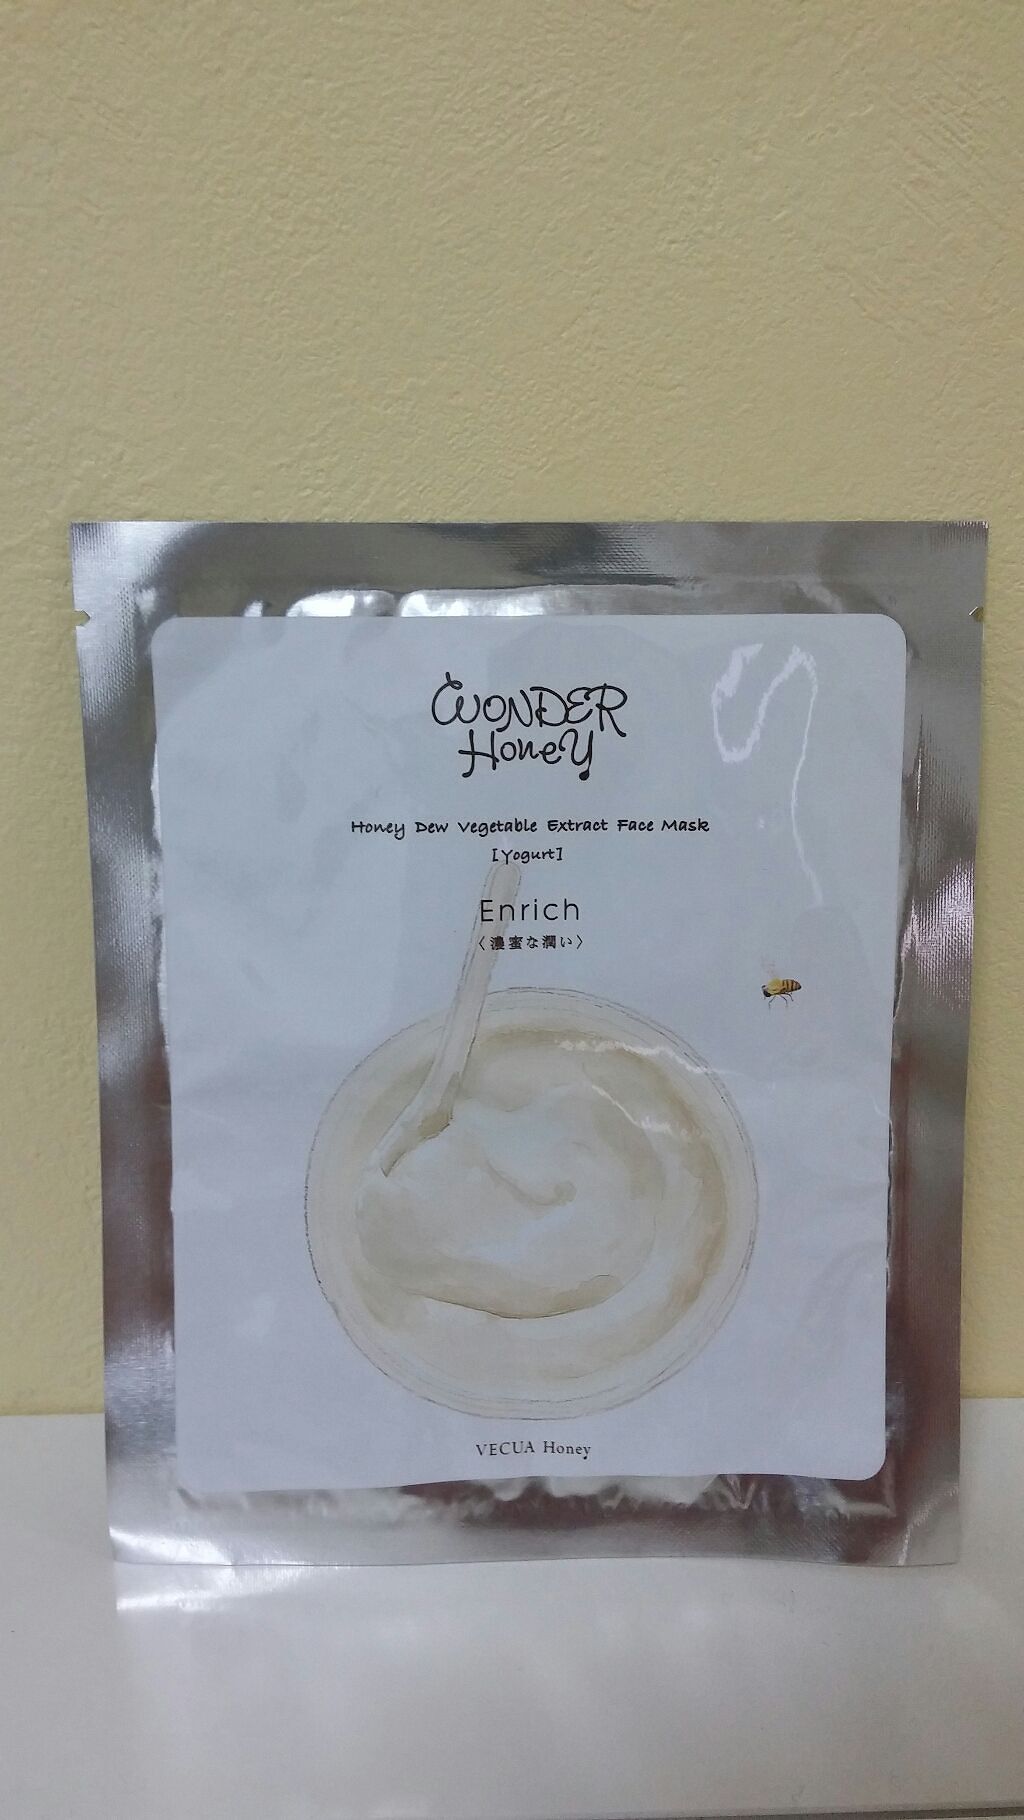 WONDER
Honey
Honey Dew Vegetable Extract Face Mask
[Yogurt]
Enrich
〈濃蜜な潤い〉
VECUA Honey